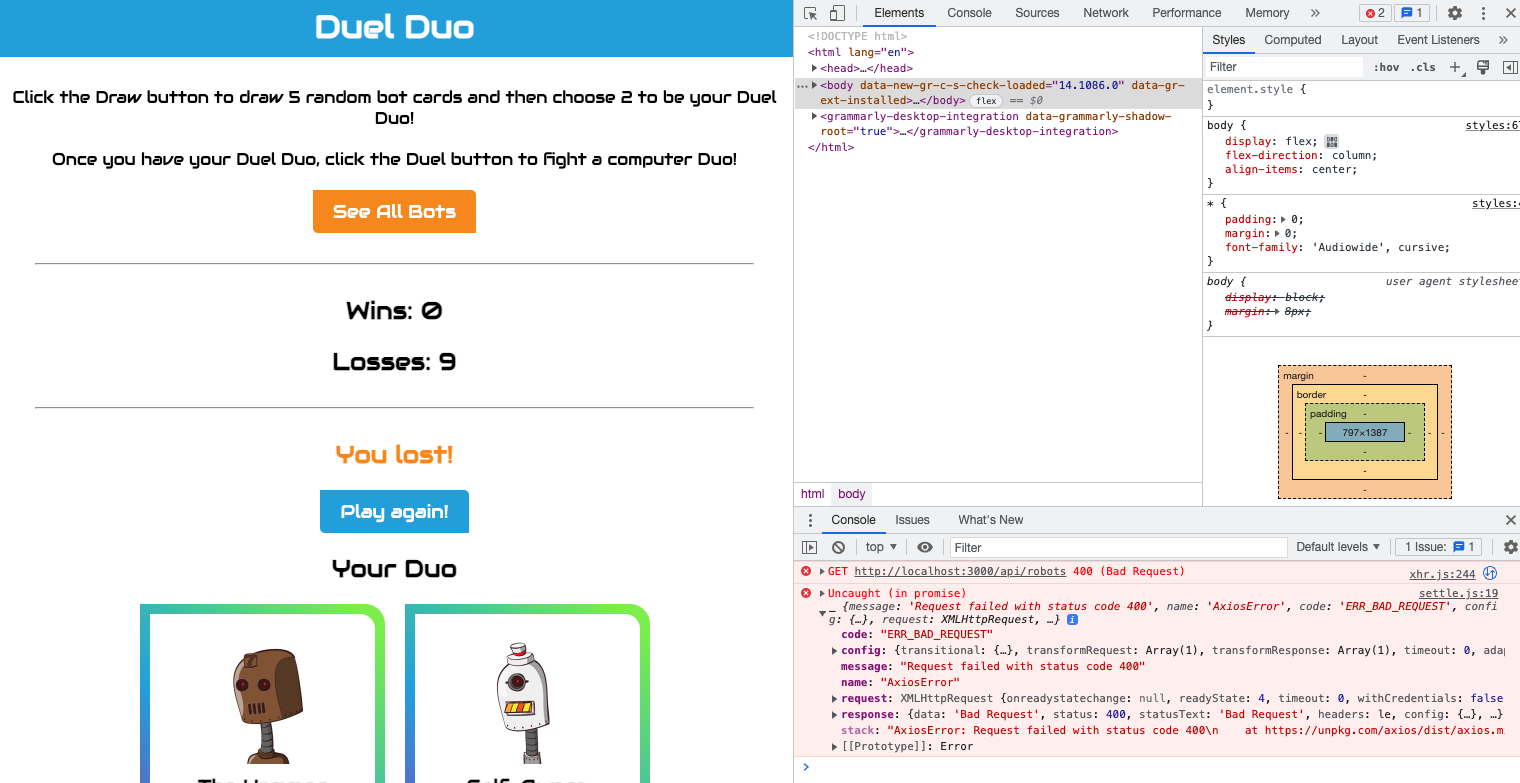 Duel Duo
Click the Draw button to draw 5 random bot cards and then choose 2 to be your Duel
Duo!
Once you have your Duel Duo, click the Duel button to fight a computer Duo!
See All Bots
Wins: 0
Losses: 9
You lost!
Play again!
Your Duo
Elements Console Sources Network Performance Memory » 2 1
<!DOCTYPE html>
<html lang="en">
<head>…</head>
<body data-new-gr-c-s-check-loaded="14.1086.0" data-gr-
ext-installed>…</body> flex == $0
<grammarly-desktop-integration data-grammarly-shadow-
root="true">…</grammarly-desktop-integration>
</html>
html body
Styles Computed Layout Event Listeners »
Filter :hov .cls +
element.style {
}
body { styles:6
display: flex;
flex-direction: column;
align-items: center;
}
* { styles:4
padding: 0;
margin: 0;
font-family: 'Audiowide', cursive;
}
body { user agent stylesheet
display: block;
margin: 8px;
}
margin -
border -
padding -
- - - 797×1387 - - -
-
-
-
Console Issues What's New
top Filter Default levels 1 Issue: 1
GET http://localhost:3000/api/robots 400 (Bad Request) xhr.js:244
Uncaught (in promise) settle.js:19
_ {message: 'Request failed with status code 400', name: 'AxiosError', code: 'ERR_BAD_REQUEST', confi
g: {…}, request: XMLHttpRequest, …}
code: "ERR_BAD_REQUEST"
config: {transitional: {…}, transformRequest: Array(1), transformResponse: Array(1), timeout: 0, adap
message: "Request failed with status code 400"
name: "AxiosError"
request: XMLHttpRequest {onreadystatechange: null, readyState: 4, timeout: 0, withCredentials: false
response: {data: 'Bad Request', status: 400, statusText: 'Bad Request', headers: le, config: {…}, …}
stack: "AxiosError: Request failed with status code 400\n    at https://unpkg.com/axios/dist/axios.m
[[Prototype]]: Error